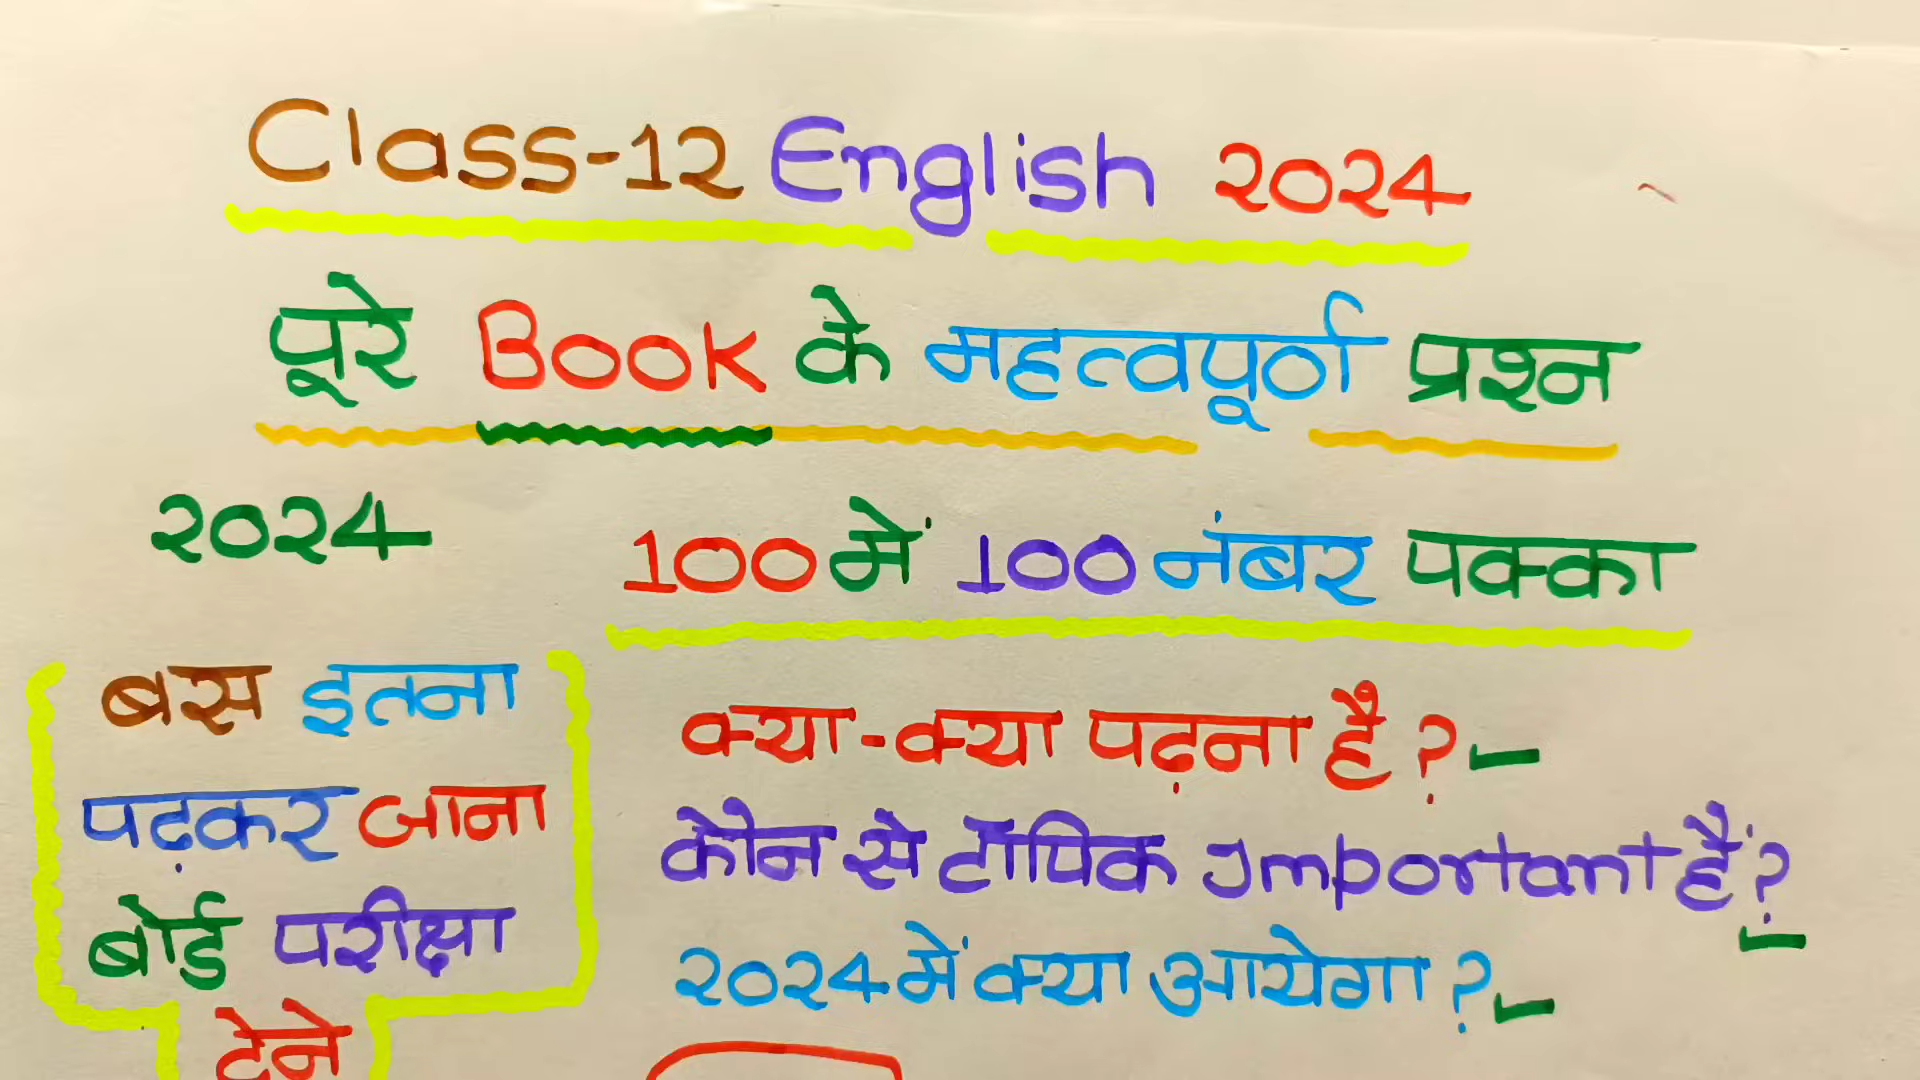 Class-12 English 2024
पूरे Book के महत्वपूर्ण प्रश्न
2024
100 में 100 नंबर पक्का
बस इतना
पढ़कर जाना
बोर्ड परीक्षा
देने
क्या-क्या पढ़ना है?
कौन से टॉपिक Important हैं?
2024 में क्या आयेगा?